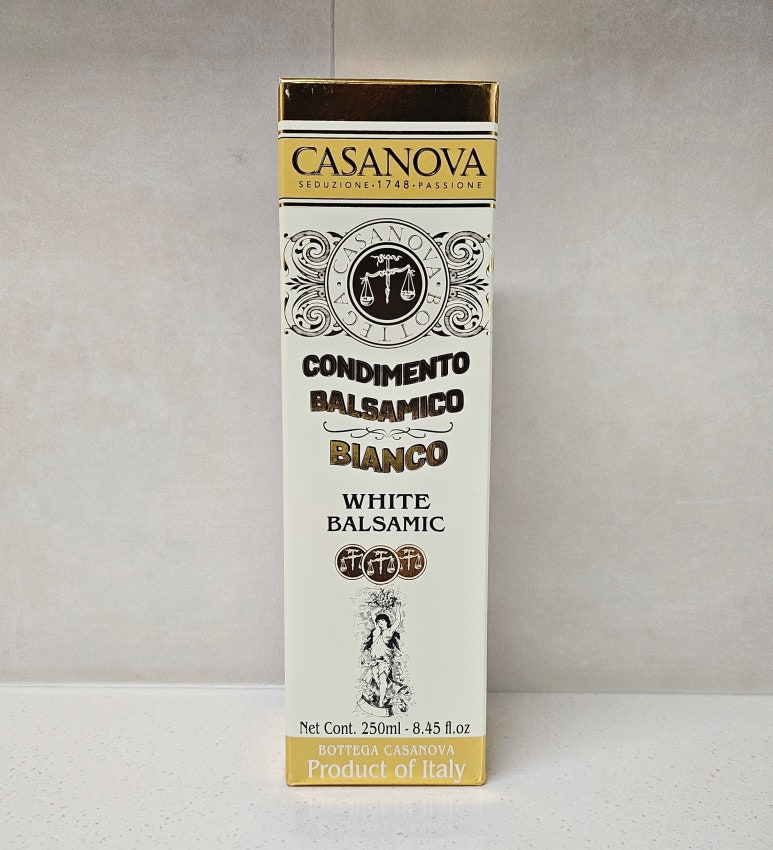 CASANOVA
SEDUZIONE·1748·PASSIONE
CASANOVA·BOTTEGA·
CONDIMENTO
BALSAMICO
BIANCO
WHITE
BALSAMIC
Net Cont. 250ml - 8.45 fl.oz
BOTTEGA CASANOVA
Product of Italy